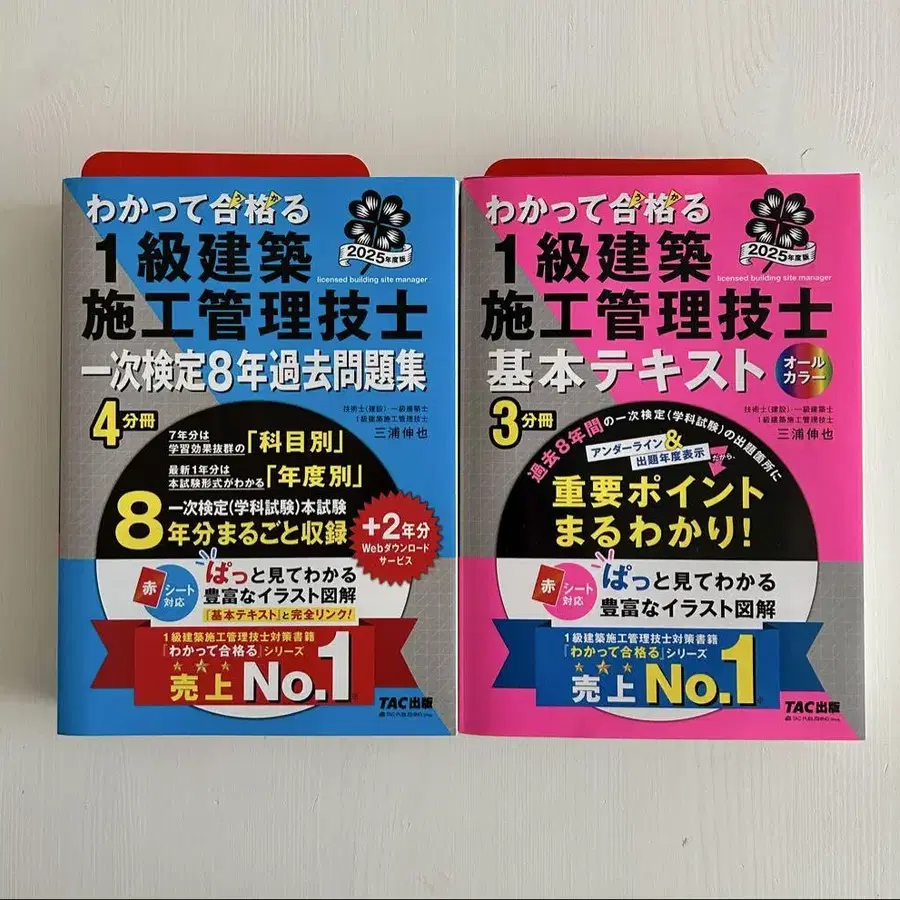 わかって合格る
2025年度版
1級建築
licensed building site manager
施工管理技士
一次検定8年過去問題集
4分冊
技術士(建設)・一級建築士
1級建築施工管理技士
三浦伸也
7年分は
学習効果抜群の「科目別」
最新1年分は
本試験形式がわかる「年度別」
一次検定(学科試験)本試験
8年分まるごと収録
+2年分
Webダウンロード
サービス
赤シート
対応
ぱっと見てわかる
豊富なイラスト図解
『基本テキスト』と完全リンク!
1級建築施工管理技士対策書籍
「わかって合格る」シリーズ
売上No.1
TAC出版
TAC PUBLISHING Group
わかって合格る
2025年度版
1級建築
licensed building site manager
施工管理技士
基本テキスト
オール
カラー
3分冊
技術士(建設)・一級建築士
1級建築施工管理技士
三浦伸也
過去8年間の一次検定(学科試験)の出題箇所に
アンダーライン&
出題年度表示
だから、
重要ポイント
まるわかり!
赤シート
対応
ぱっと見てわかる
豊富なイラスト図解
1級建築施工管理技士対策書籍
「わかって合格る」シリーズ
売上No.1
TAC出版
TAC PUBLISHING Group